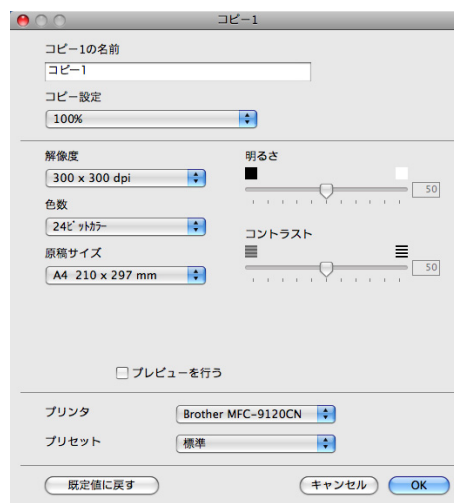 コピー1
コピー1の名前
コピー1
コピー設定
100%
解像度
300 x 300 dpi
色数
24ﾋﾞｯﾄｶﾗｰ
原稿サイズ
A4 210 x 297 mm
明るさ
50
コントラスト
50
プレビューを行う
プリンタ
Brother MFC-9120CN
プリセット
標準
既定値に戻す
キャンセル
OK